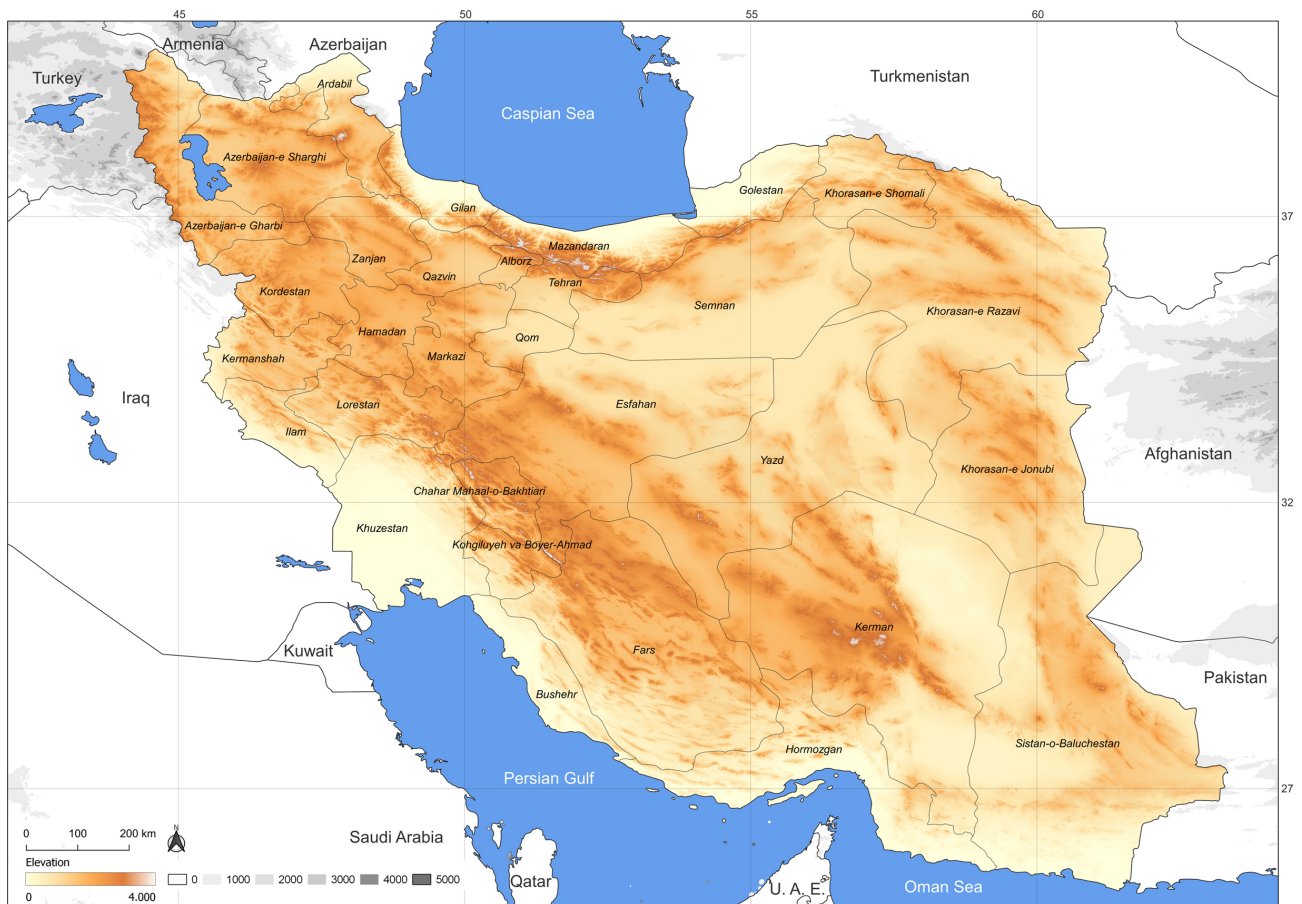 45
50
55
60
Armenia
Azerbaijan
Turkey
Turkmenistan
Ardabil
Caspian Sea
Azerbaijan-e Sharghi
Golestan
Khorasan-e Shomali
Gilan
37
Azerbaijan-e Gharbi
Mazandaran
Zanjan
Alborz
Qazvin
Tehran
Kordestan
Semnan
Khorasan-e Razavi
Hamadan
Qom
Kermanshah
Markazi
Iraq
Lorestan
Esfahan
Ilam
Yazd
Afghanistan
Khorasan-e Jonubi
Chahar Mahaal-o-Bakhtiari
32
Khuzestan
Kohgiluyeh va Boyer-Ahmad
Kerman
Kuwait
Fars
Pakistan
Bushehr
Sistan-o-Baluchestan
Hormozgan
Persian Gulf
27
0 100 200 km
N
Saudi Arabia
Elevation
0 1000 2000 3000 4000 5000
Qatar
U. A. E.
Oman Sea
0 4.000